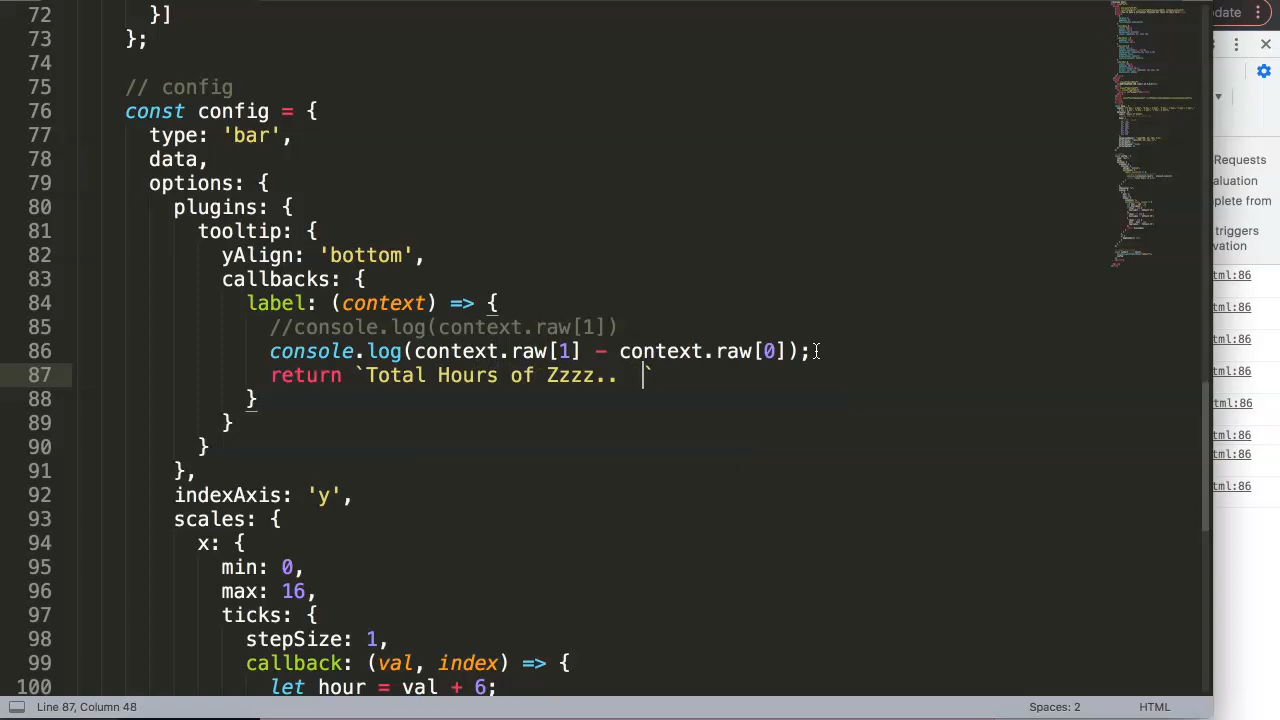 72 }]
73 };
74
75 // config
76 const config = {
77 type: 'bar',
78 data,
79 options: {
80 plugins: {
81 tooltip: {
82 yAlign: 'bottom',
83 callbacks: {
84 label: (context) => {
85 //console.log(context.raw[1])
86 console.log(context.raw[1] - context.raw[0]);
87 return `Total Hours of Zzzz..  `
88 }
89 }
90 }
91 },
92 indexAxis: 'y',
93 scales: {
94 x: {
95 min: 0,
96 max: 16,
97 ticks: {
98 stepSize: 1,
99 callback: (val, index) => {
100 let hour = val + 6;
Line 87, Column 48 Spaces: 2 HTML
date
Requests
aluation
plete from
triggers
vation
tml:86
tml:86
tml:86
tml:86
tml:86
tml:86
tml:86
tml:86